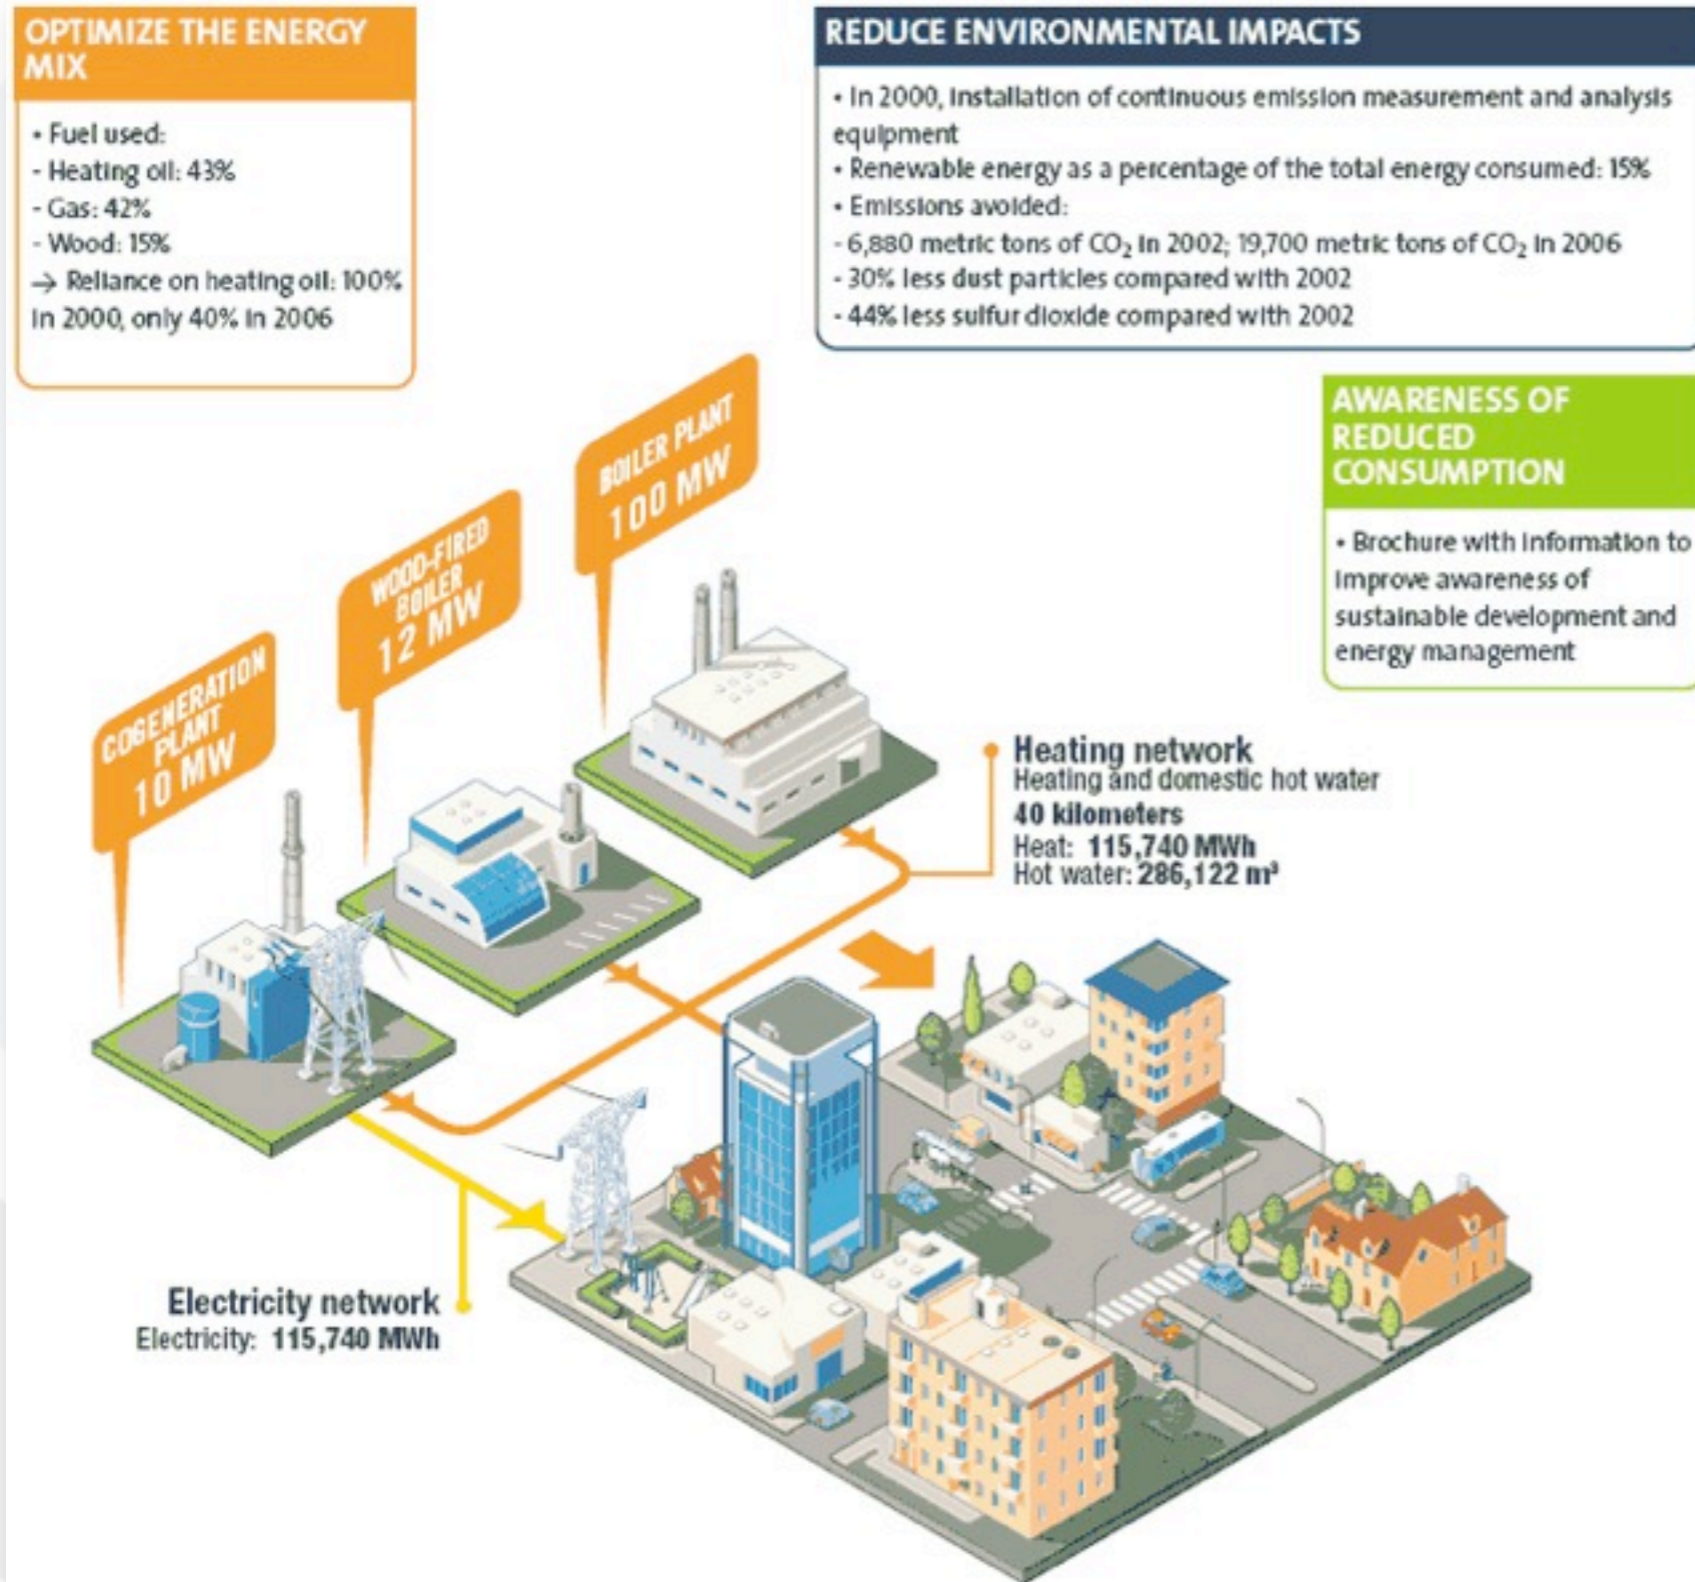 OPTIMIZE THE ENERGY
MIX
• Fuel used:
- Heating oil: 43%
- Gas: 42%
- Wood: 15%
→ Reliance on heating oil: 100%
in 2000, only 40% in 2006
REDUCE ENVIRONMENTAL IMPACTS
• In 2000, installation of continuous emission measurement and analysis
equipment
• Renewable energy as a percentage of the total energy consumed: 15%
• Emissions avoided:
- 6,880 metric tons of CO₂ in 2002; 19,700 metric tons of CO₂ in 2006
- 30% less dust particles compared with 2002
- 44% less sulfur dioxide compared with 2002
AWARENESS OF
REDUCED
CONSUMPTION
• Brochure with information to
improve awareness of
sustainable development and
energy management
BOILER PLANT
100 MW
WOOD-FIRED
BOILER
12 MW
COGENERATION
PLANT
10 MW
Heating network
Heating and domestic hot water
40 kilometers
Heat: 115,740 MWh
Hot water: 286,122 m³
Electricity network
Electricity: 115,740 MWh